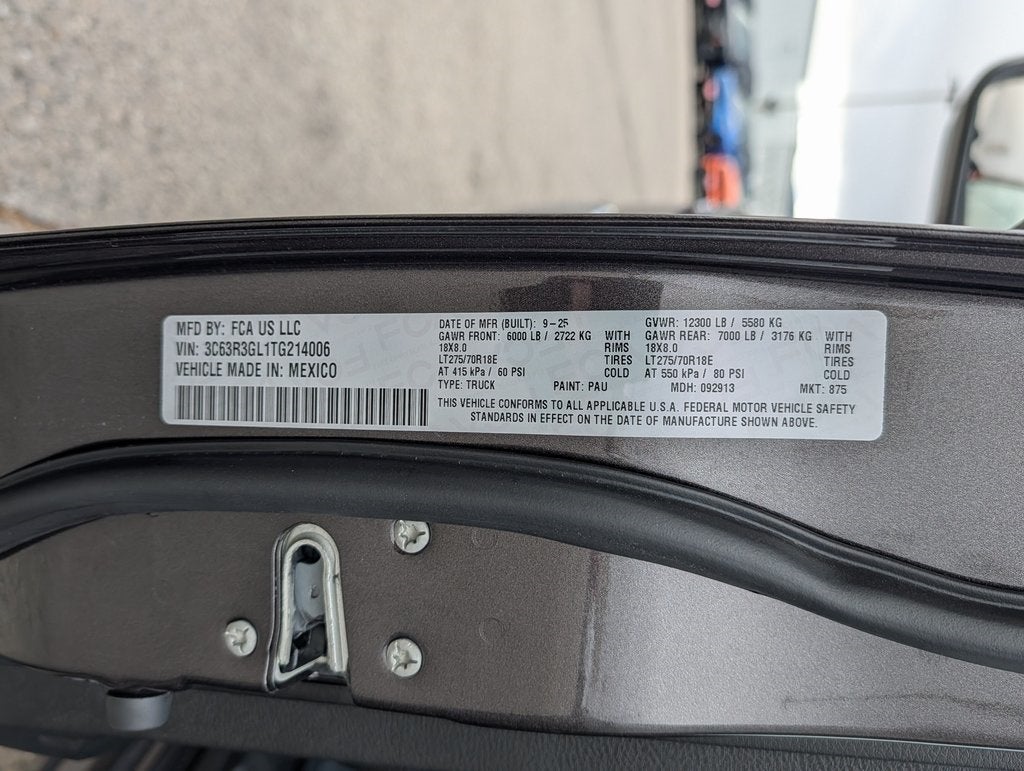 MFD BY: FCA US LLC
VIN: 3C63R3GL1TG214006
VEHICLE MADE IN: MEXICO
DATE OF MFR (BUILT): 9-25
GVWR: 12300 LB / 5580 KG
GAWR FRONT: 6000 LB / 2722 KG WITH
18X8.0 RIMS
LT275/70R18E TIRES
AT 415 kPa / 60 PSI COLD
GAWR REAR: 7000 LB / 3176 KG WITH
18X8.0 RIMS
LT275/70R18E TIRES
AT 550 kPa / 80 PSI COLD
TYPE: TRUCK PAINT: PAU MDH: 092913 MKT: 875
THIS VEHICLE CONFORMS TO ALL APPLICABLE U.S.A. FEDERAL MOTOR VEHICLE SAFETY
STANDARDS IN EFFECT ON THE DATE OF MANUFACTURE SHOWN ABOVE.